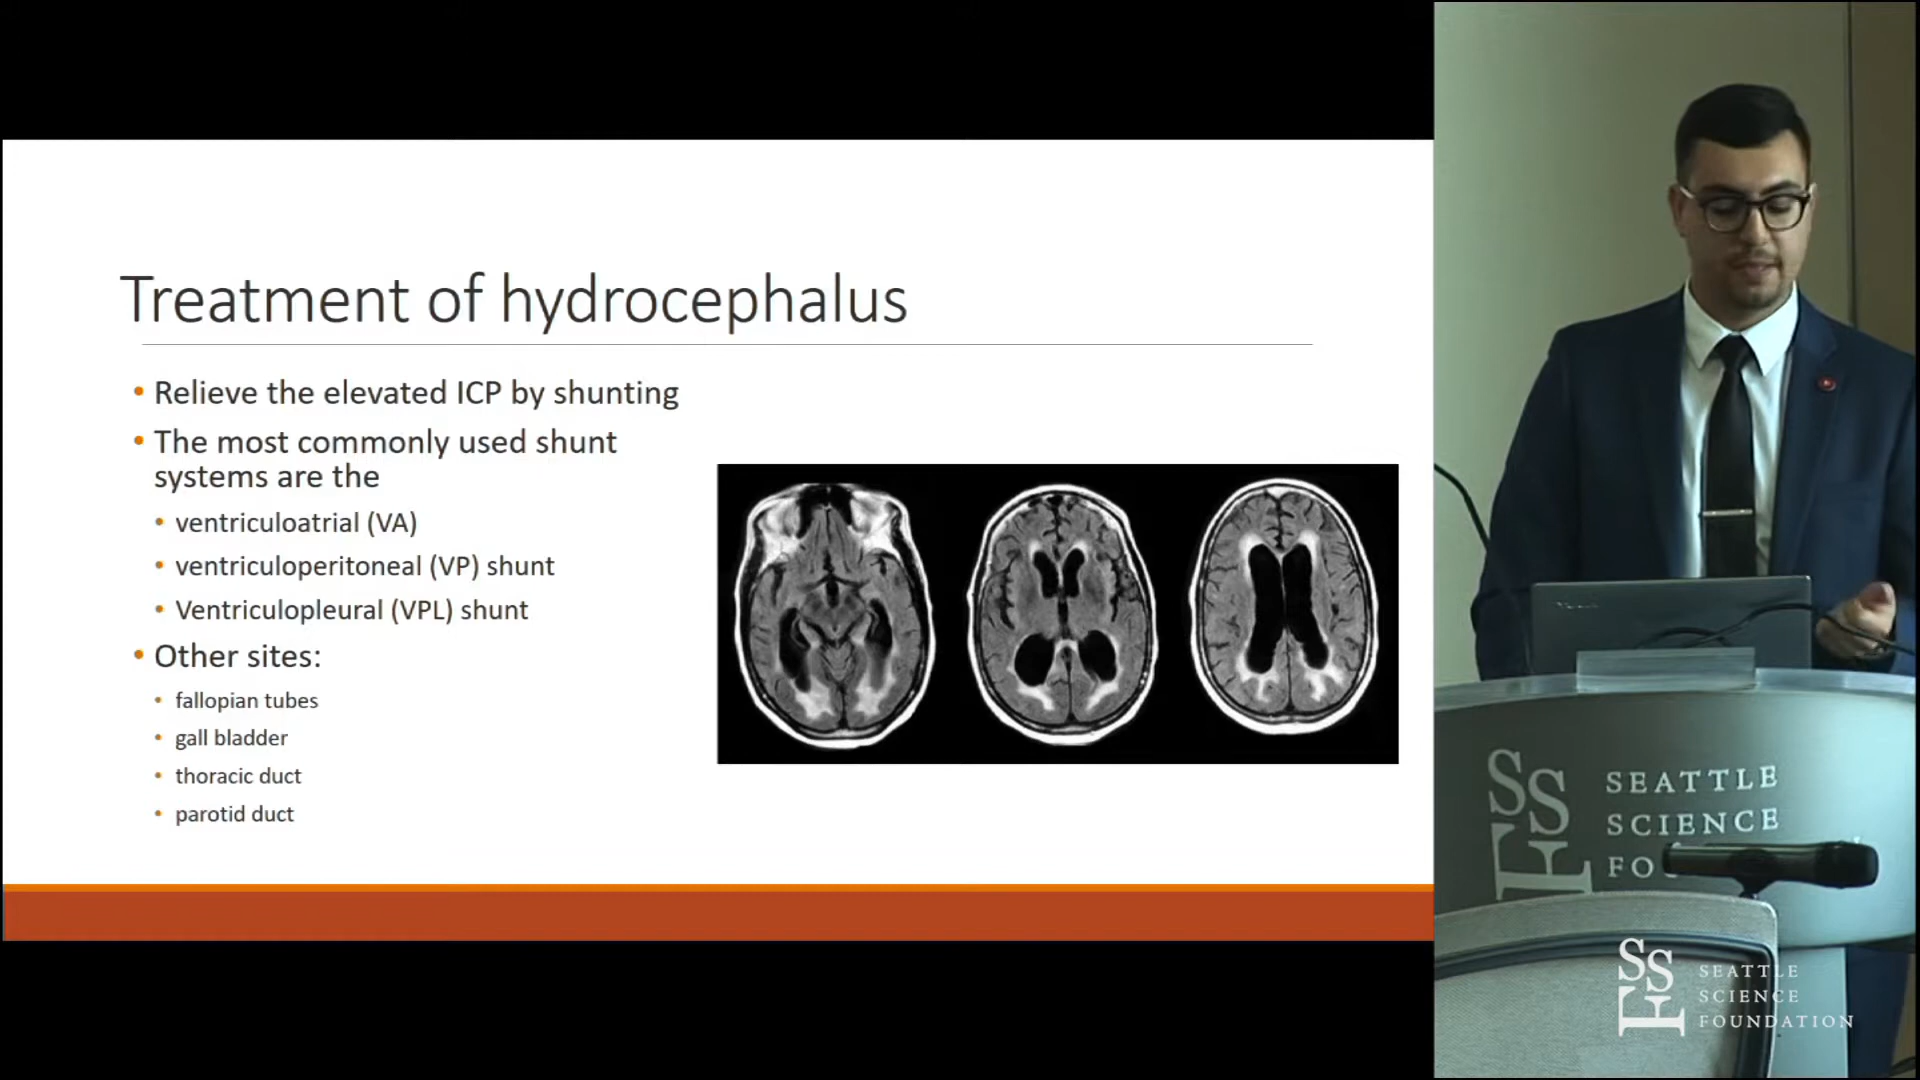 Treatment of hydrocephalus
• Relieve the elevated ICP by shunting
• The most commonly used shunt
systems are the
• ventriculoatrial (VA)
• ventriculoperitoneal (VP) shunt
• Ventriculopleural (VPL) shunt
• Other sites:
• fallopian tubes
• gall bladder
• thoracic duct
• parotid duct
SSF
SEATTLE
SCIENCE
FO
SSF
SEATTLE
SCIENCE
FOUNDATION